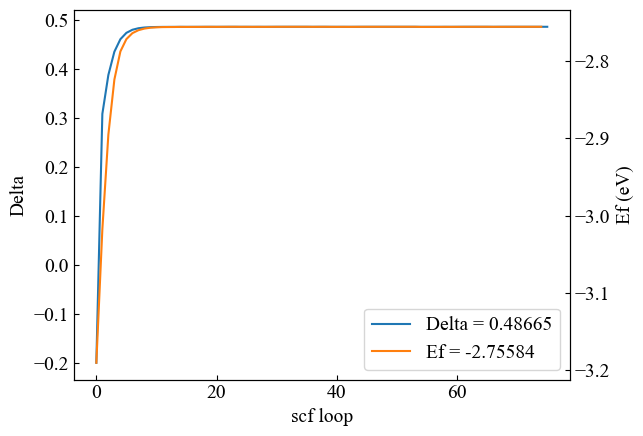 0.5
0.4
0.3
0.2
0.1
0.0
−0.1
−0.2
Delta
−2.8
−2.9
−3.0
−3.1
−3.2
Ef (eV)
Delta = 0.48665
Ef = -2.75584
0 20 40 60
scf loop